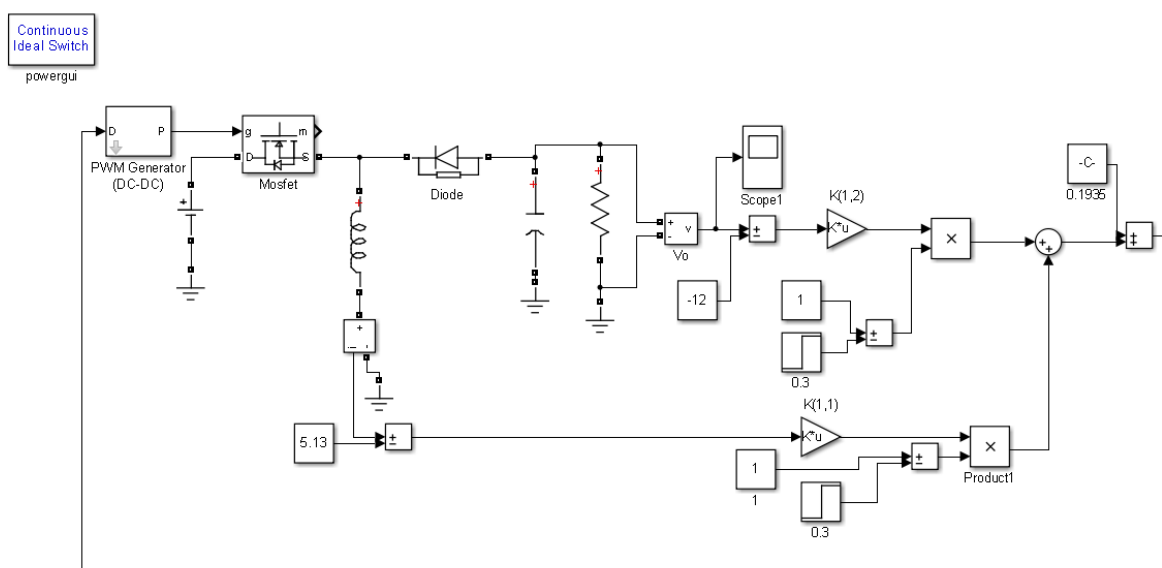 Continuous
Ideal Switch
powergui
D
P
PWM Generator
(DC-DC)
g
m
D
S
Mosfet
Diode
Scope1
v
Vo
-12
K(1,2)
K*u
1
0.3
-C-
0.1935
5.13
K(1,1)
K*u
1
1
0.3
Product1